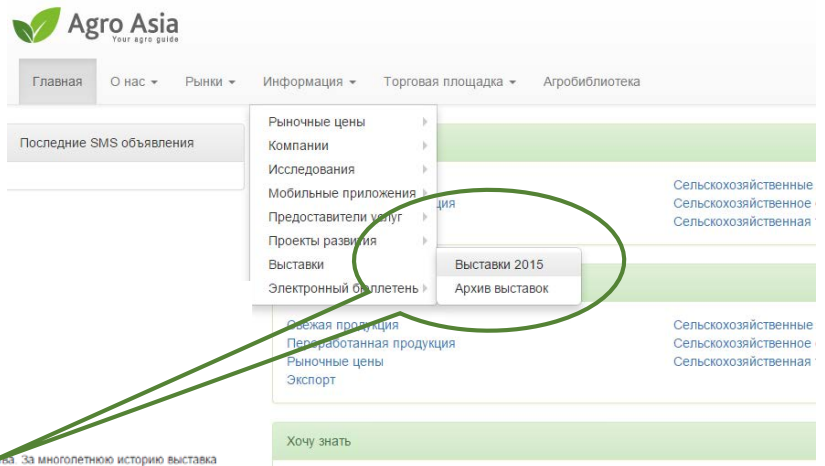 Agro Asia
Your agro guide
Главная О нас Рынки Информация Торговая площадка Агробиблиотека
Последние SMS объявления
Рыночные цены
Компании
Исследования
Мобильные приложения
Предоставители услуг
Проекты развития
Выставки
Электронный бюллетень
Выставки 2015
Архив выставок
Сельскохозяйственные
Сельскохозяйственное
Сельскохозяйственная
Свежая продукция
Переработанная продукция
Рыночные цены
Экспорт
Сельскохозяйственные
Сельскохозяйственное
Сельскохозяйственная
Хочу знать
За многолетнюю историю выставка